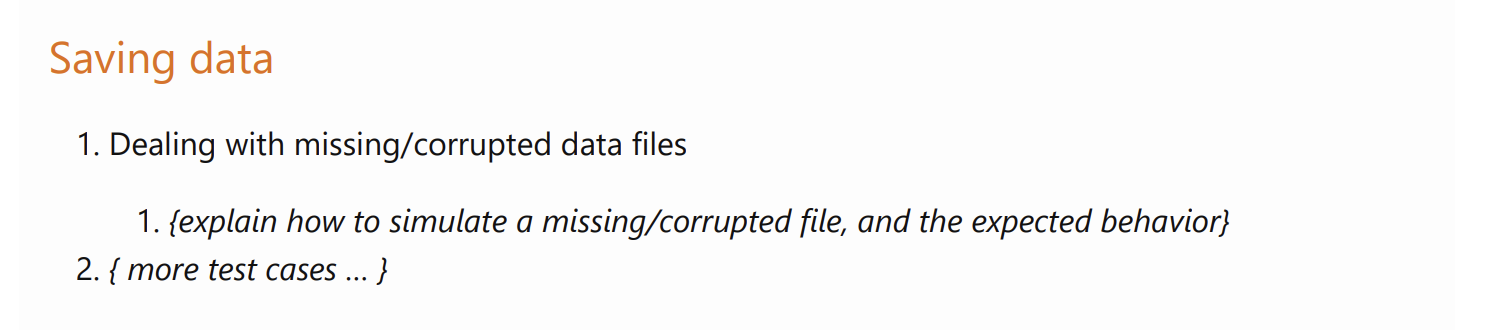 Saving data
1. Dealing with missing/corrupted data files
1. {explain how to simulate a missing/corrupted file, and the expected behavior}
2. { more test cases … }